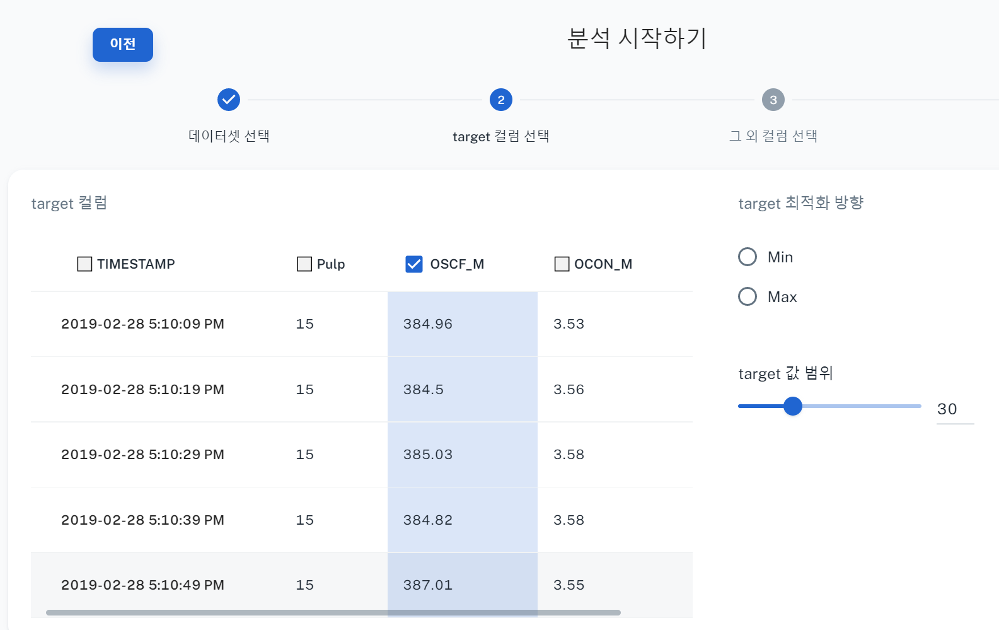 이전
분석 시작하기
2
3
데이터셋 선택
target 컬럼 선택
그 외 컬럼 선택
target 컬럼
TIMESTAMP Pulp OSCF_M OCON_M
2019-02-28 5:10:09 PM 15 384.96 3.53
2019-02-28 5:10:19 PM 15 384.5 3.56
2019-02-28 5:10:29 PM 15 385.03 3.58
2019-02-28 5:10:39 PM 15 384.82 3.58
2019-02-28 5:10:49 PM 15 387.01 3.55
target 최적화 방향
Min
Max
target 값 범위
30